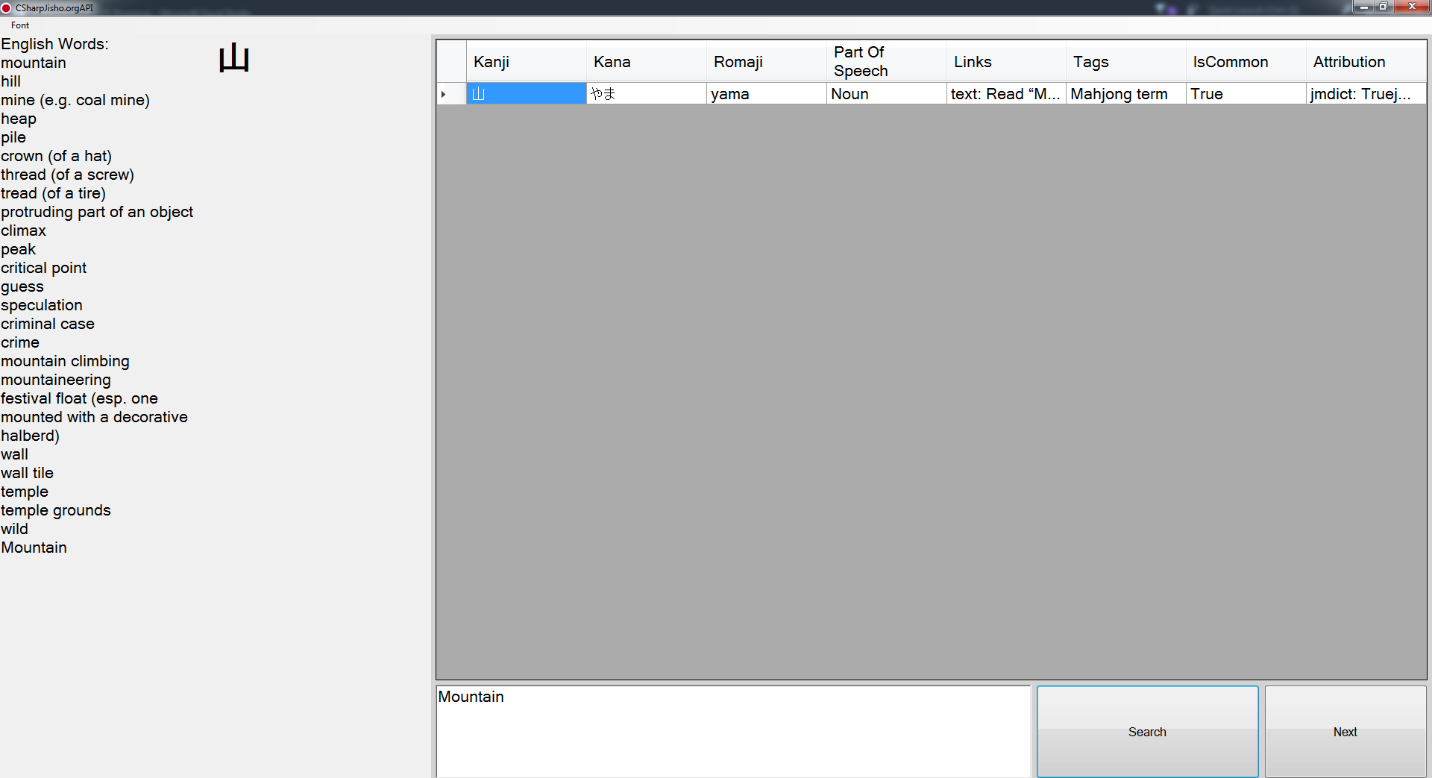 CSharpJisho.orgAPI
Font
English Words:
mountain
hill
mine (e.g. coal mine)
heap
pile
crown (of a hat)
thread (of a screw)
tread (of a tire)
protruding part of an object
climax
peak
critical point
guess
speculation
criminal case
crime
mountain climbing
mountaineering
festival float (esp. one
mounted with a decorative
halberd)
wall
wall tile
temple
temple grounds
wild
Mountain
山
Kanji Kana Romaji Part Of Speech Links Tags IsCommon Attribution
山 やま yama Noun text: Read “M... Mahjong term True jmdict: Truej...
Mountain
Search
Next